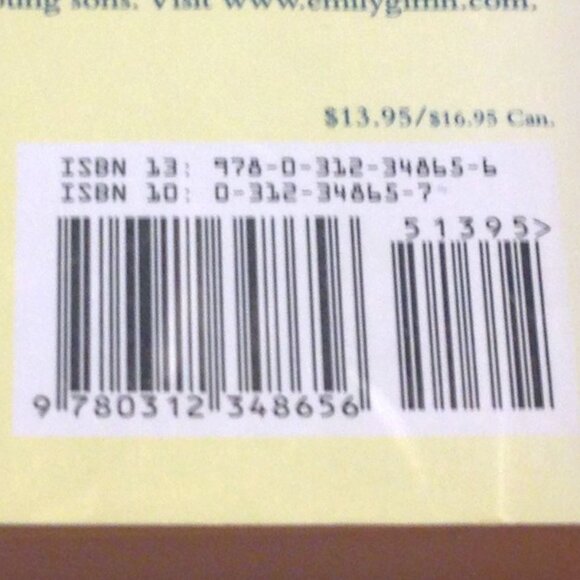 sons. Visit www.emilygiffin.com.
$13.95/$16.95 Can.
ISBN 13: 978-0-312-34865-6
ISBN 10: 0-312-34865-7
51395>
9 780312 348656